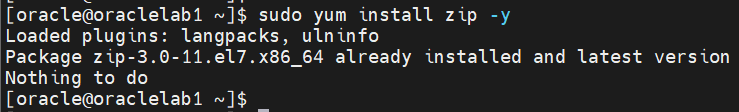 [oracle@oraclelab1 ~]$ sudo yum install zip -y
Loaded plugins: langpacks, ulninfo
Package zip-3.0-11.el7.x86_64 already installed and latest version
Nothing to do
[oracle@oraclelab1 ~]$